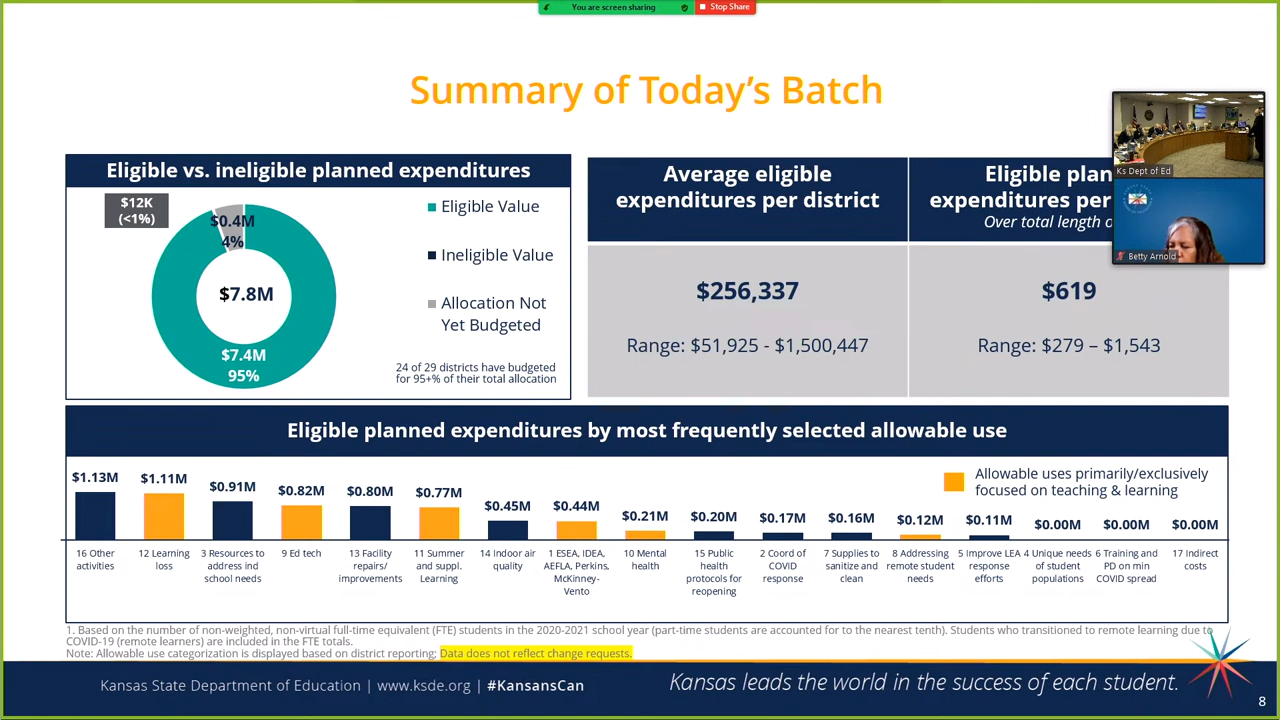 You are screen sharing
Stop Share
Summary of Today's Batch
Eligible vs. ineligible planned expenditures
$12K
(<1%)
$0.4M
4%
$7.8M
$7.4M
95%
Eligible Value
Ineligible Value
Allocation Not
Yet Budgeted
24 of 29 districts have budgeted
for 95+% of their total allocation
Average eligible
expenditures per district
$256,337
Range: $51,925 - $1,500,447
Eligible plan
expenditures per
Over total length o
$619
Range: $279 – $1,543
Ks Dept of Ed
Betty Arnold
Eligible planned expenditures by most frequently selected allowable use
Allowable uses primarily/exclusively
focused on teaching & learning
$1.13M $1.11M $0.91M $0.82M $0.80M $0.77M $0.45M $0.44M $0.21M $0.20M $0.17M $0.16M $0.12M $0.11M $0.00M $0.00M $0.00M
16 Other
activities
12 Learning
loss
3 Resources to
address ind
school needs
9 Ed tech
13 Facility
repairs/
improvements
11 Summer
and suppl.
Learning
14 Indoor air
quality
1 ESEA, IDEA,
AEFLA, Perkins,
McKinney-
Vento
10 Mental
health
15 Public
health
protocols for
reopening
2 Coord of
COVID
response
7 Supplies to
sanitize and
clean
8 Addressing
remote student
needs
5 Improve LEA
response
efforts
4 Unique needs
of student
populations
6 Training and
PD on min
COVID spread
17 Indirect
costs
1. Based on the number of non-weighted, non-virtual full-time equivalent (FTE) students in the 2020-2021 school year (part-time students are accounted for to the nearest tenth). Students who transitioned to remote learning due to
COVID-19 (remote learners) are included in the FTE totals.
Note: Allowable use categorization is displayed based on district reporting; Data does not reflect change requests.
Kansas State Department of Education | www.ksde.org | #KansansCan
Kansas leads the world in the success of each student.
8